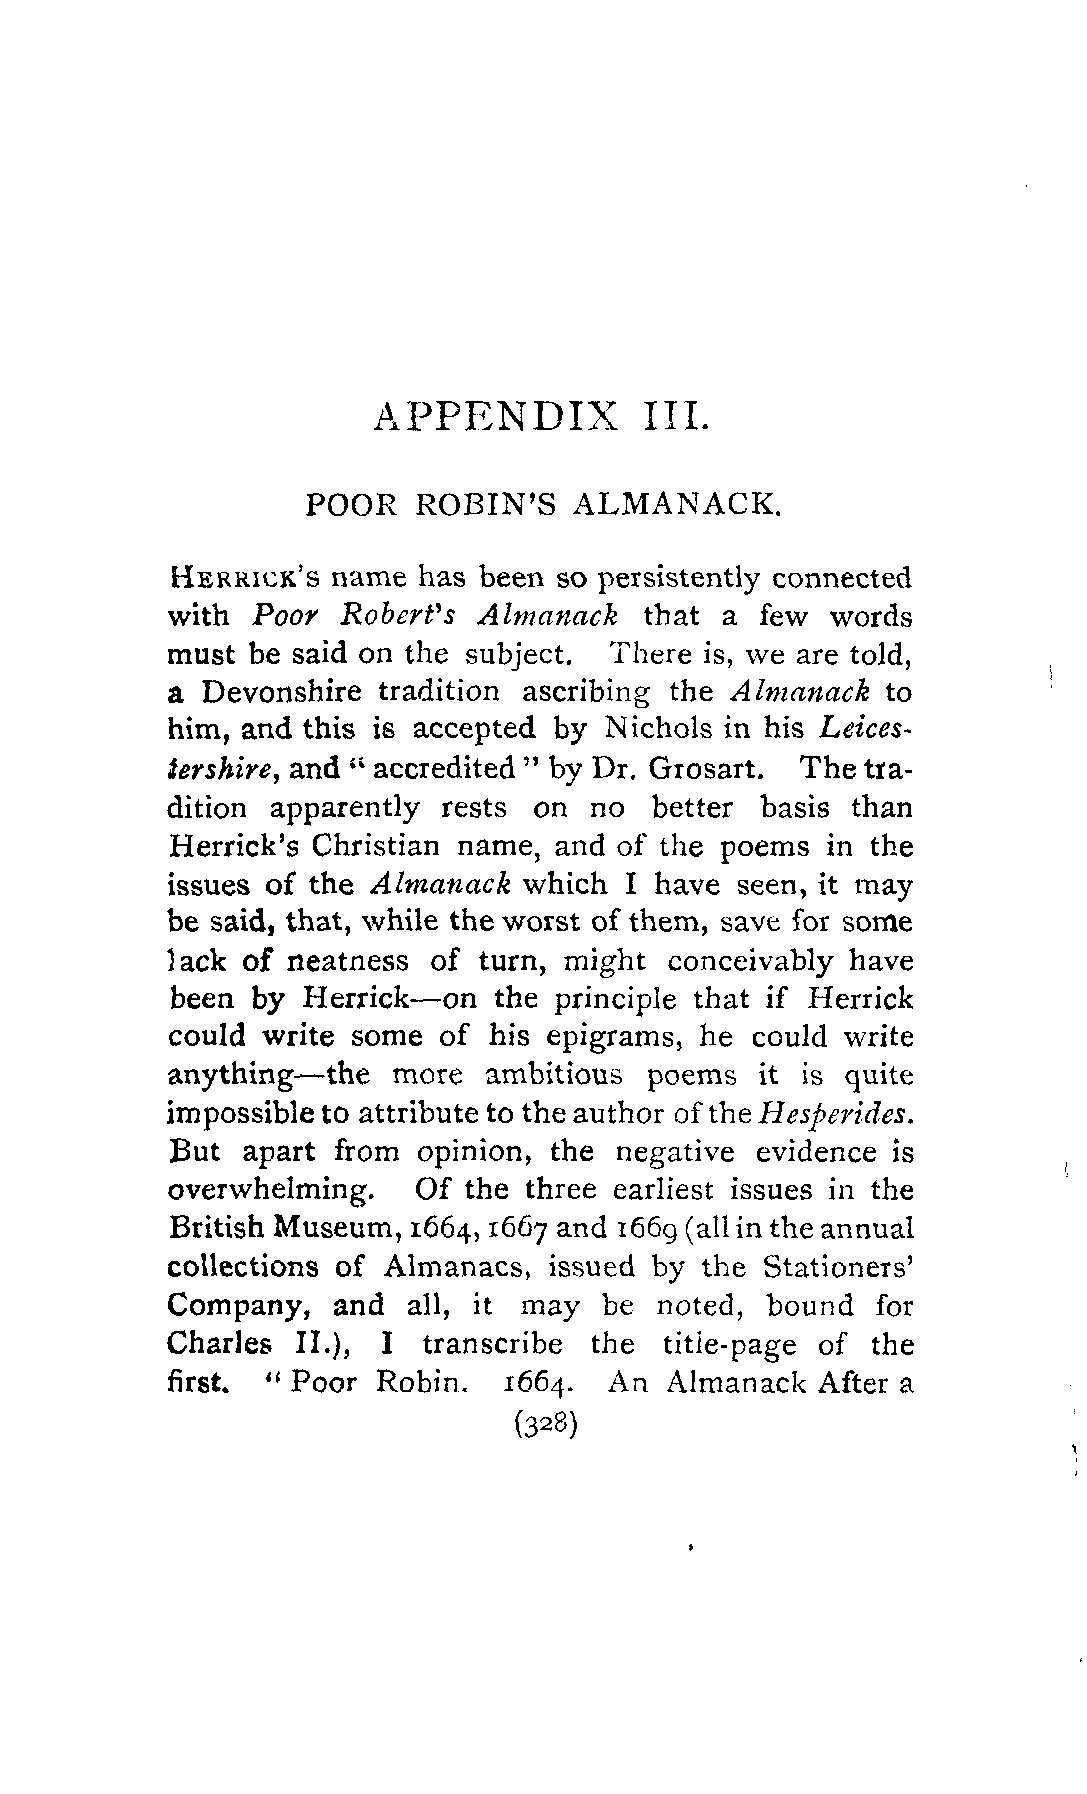 APPENDIX III.
POOR ROBIN'S ALMANACK.
HERRICK's name has been so persistently connected
with Poor Robert's Almanack that a few words
must be said on the subject. There is, we are told,
a Devonshire tradition ascribing the Almanack to
him, and this is accepted by Nichols in his Leices-
tershire, and “ accredited ” by Dr. Grosart. The tra-
dition apparently rests on no better basis than
Herrick's Christian name, and of the poems in the
issues of the Almanack which I have seen, it may
be said, that, while the worst of them, save for some
lack of neatness of turn, might conceivably have
been by Herrick—on the principle that if Herrick
could write some of his epigrams, he could write
anything—the more ambitious poems it is quite
impossible to attribute to the author of the Hesperides.
But apart from opinion, the negative evidence is
overwhelming. Of the three earliest issues in the
British Museum, 1664, 1667 and 1669 (all in the annual
collections of Almanacs, issued by the Stationers'
Company, and all, it may be noted, bound for
Charles II.), I transcribe the title-page of the
first. “ Poor Robin. 1664. An Almanack After a
(328)